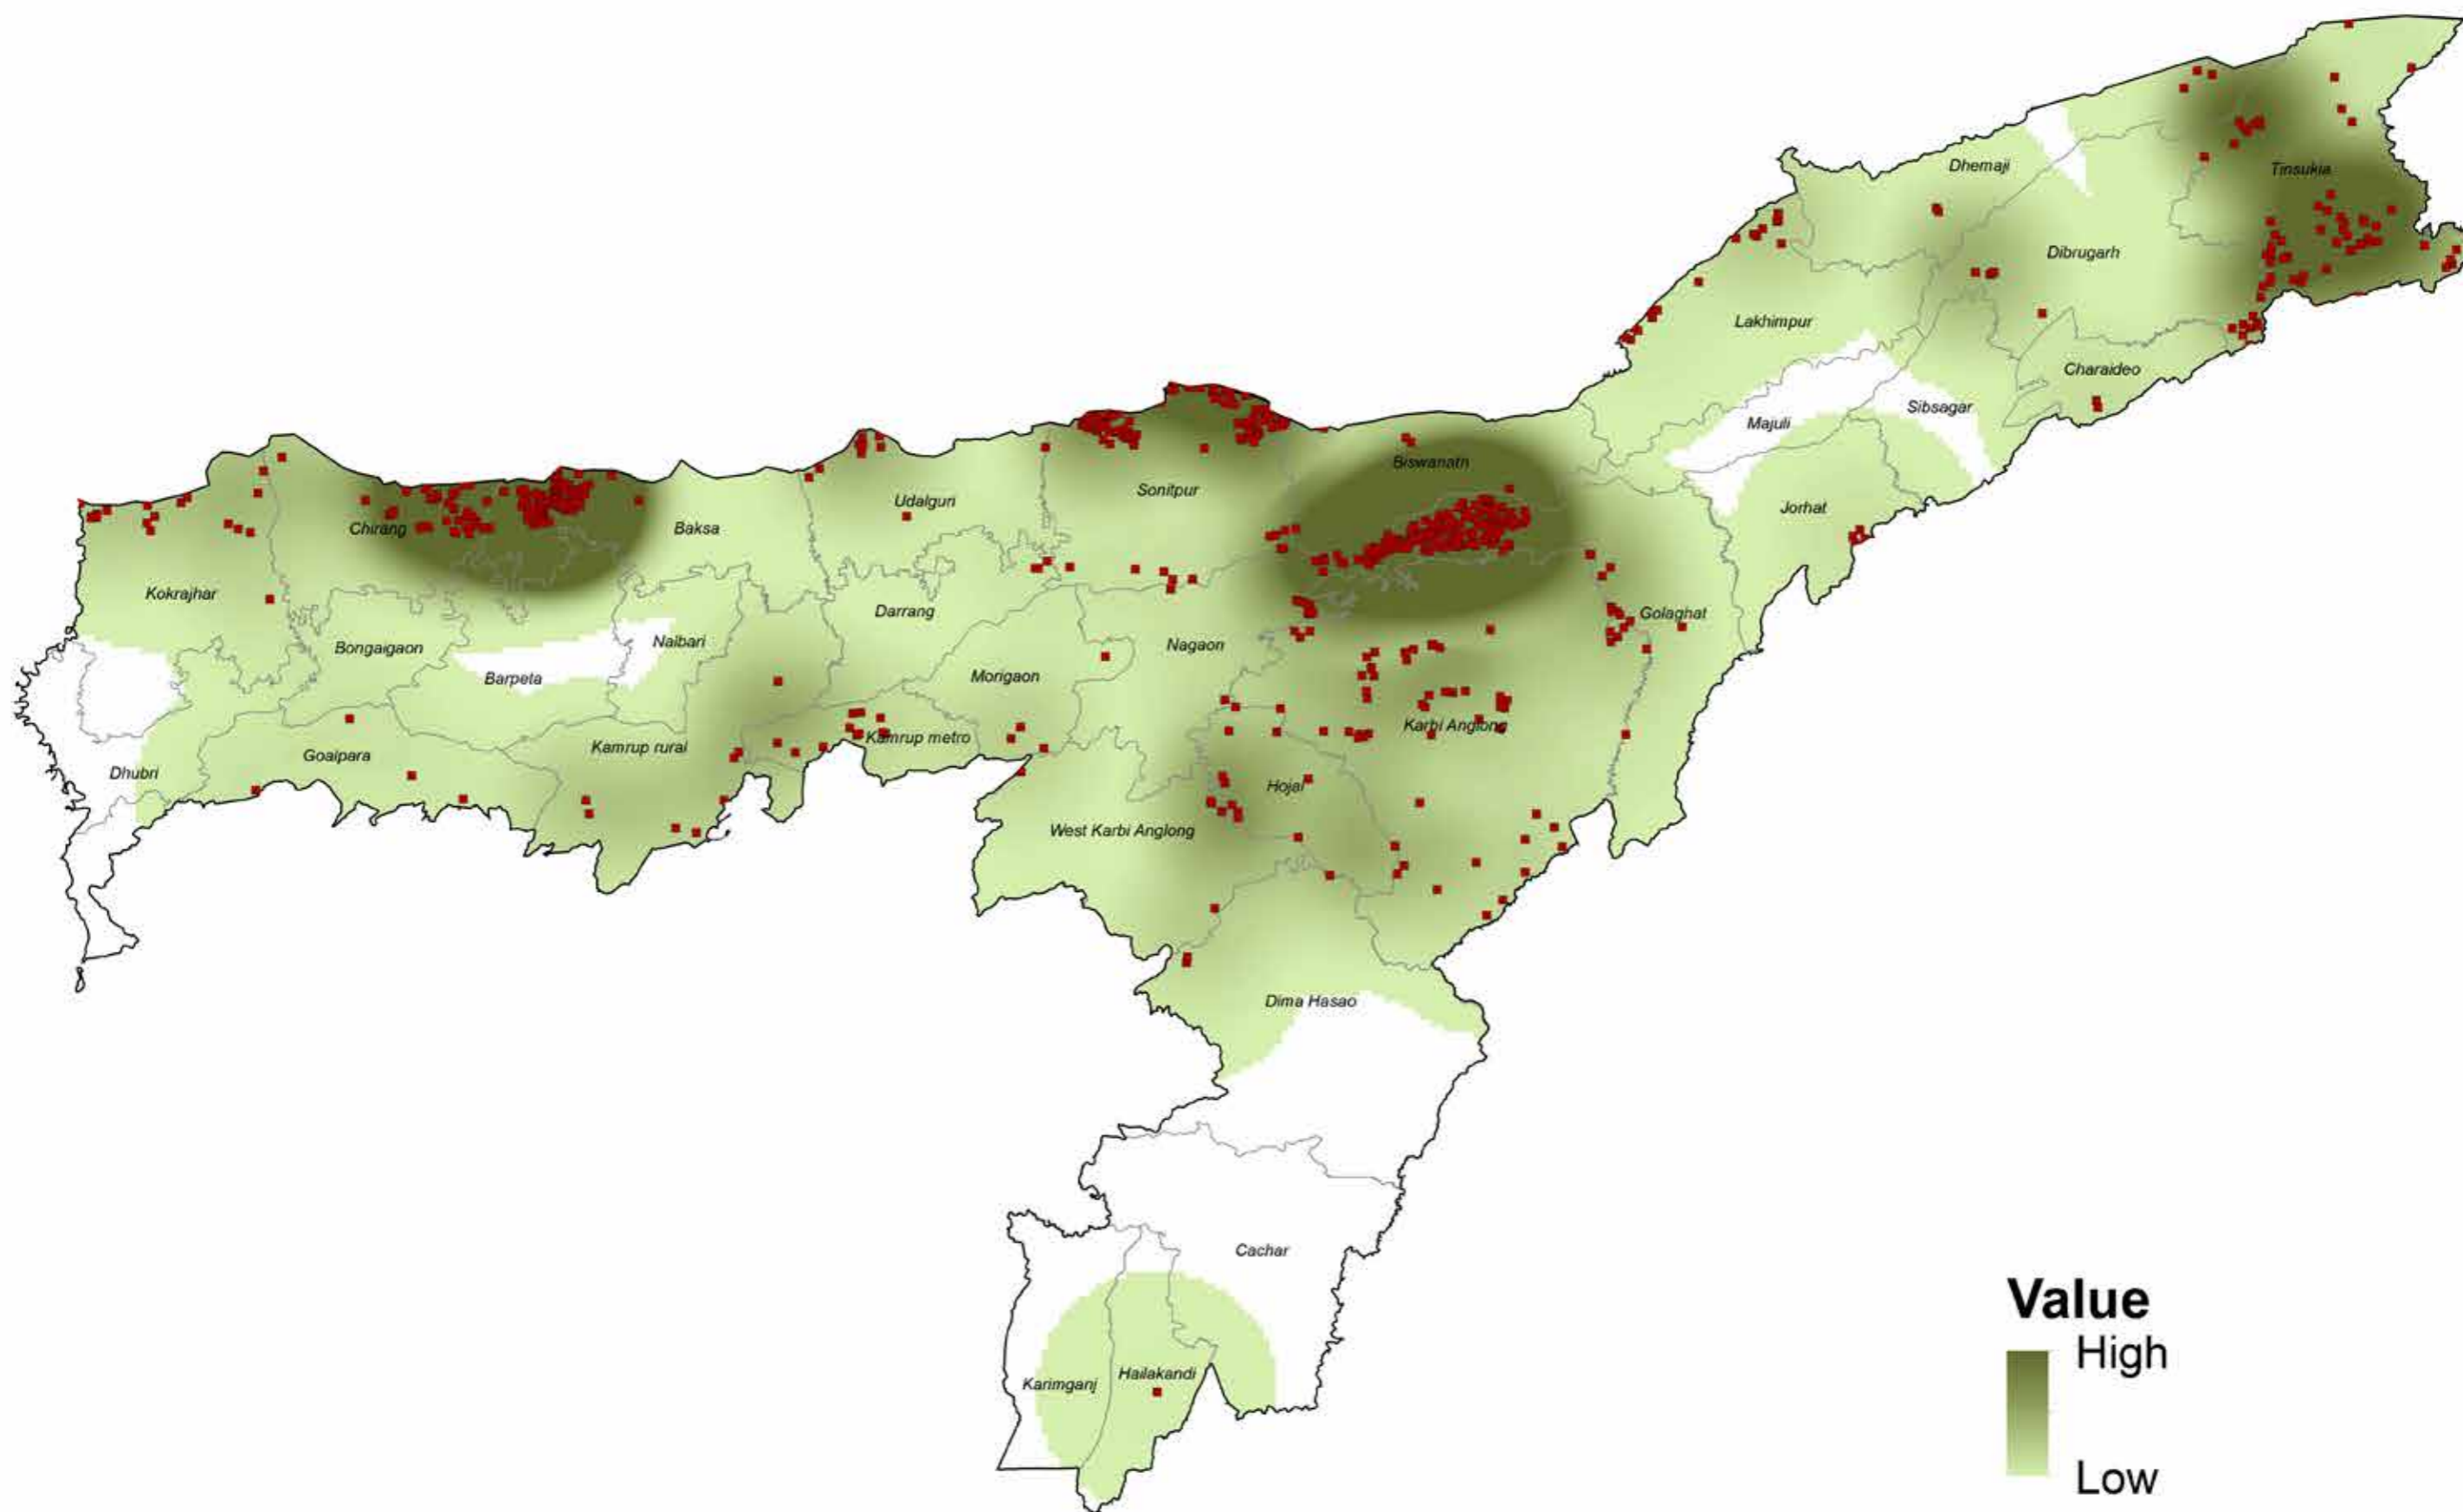 Tinsukia
Dhemaji
Dibrugarh
Lakhimpur
Charaideo
Sibsagar
Majuli
Biswanath
Sonitpur
Udalguri
Jorhat
Chirang
Baksa
Kokrajhar
Darrang
Golaghat
Nalbari
Nagaon
Bongaigaon
Morigaon
Barpeta
Karbi Anglong
Kamrup metro
Kamrup rural
Goalpara
Dhubri
Hojai
West Karbi Anglong
Dima Hasao
Cachar
Hailakandi
Karimganj
Value
High
Low